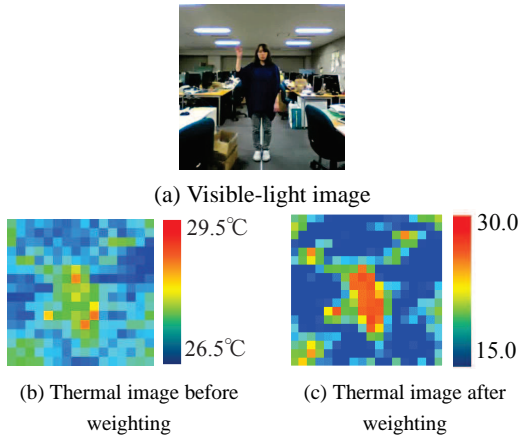 (a) Visible-light image
29.5℃
26.5℃
30.0
15.0
(b) Thermal image before
weighting
(c) Thermal image after
weighting